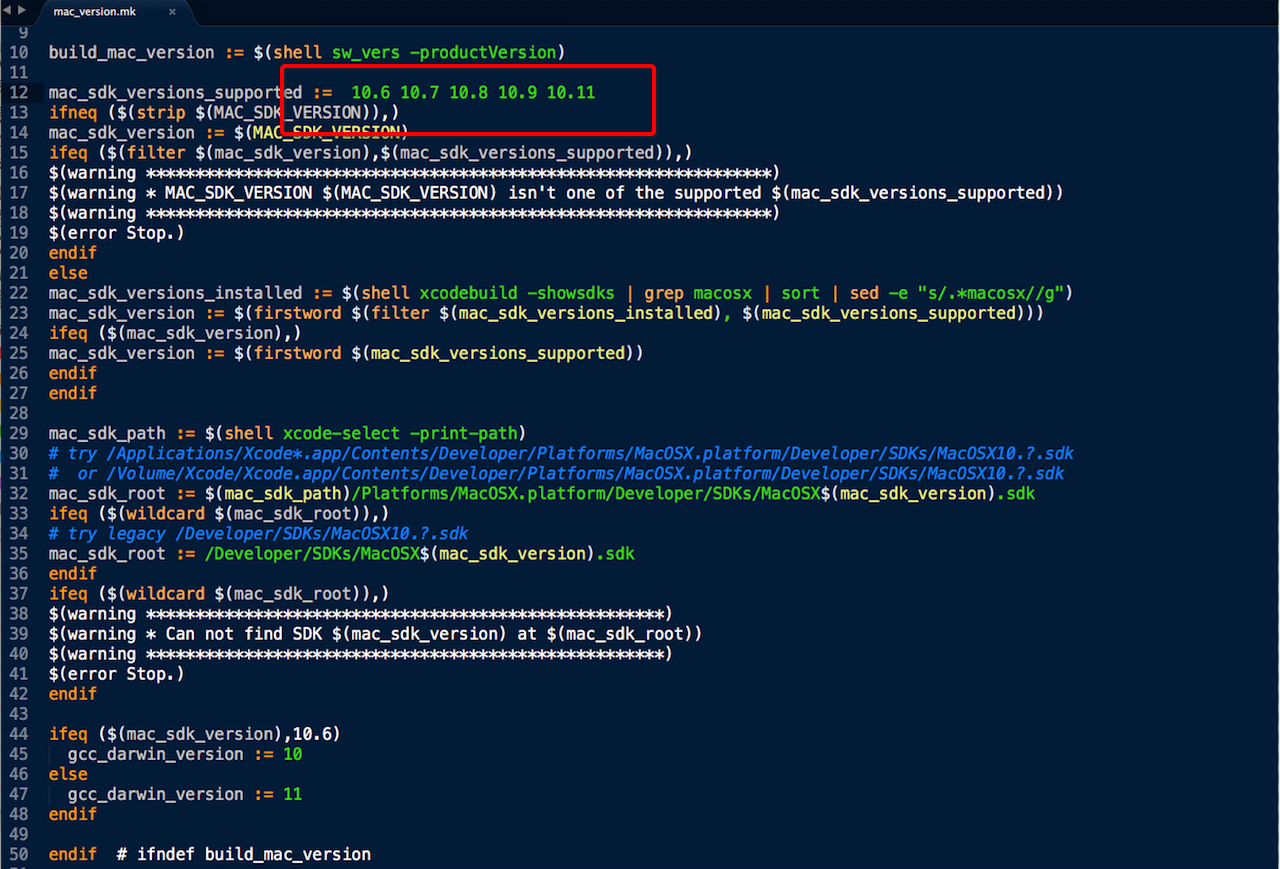 mac_version.mk ×
9
10 build_mac_version := $(shell sw_vers -productVersion)
11
12 mac_sdk_versions_supported :=  10.6 10.7 10.8 10.9 10.11
13 ifneq ($(strip $(MAC_SDK_VERSION)),)
14 mac_sdk_version := $(MAC_SDK_VERSION)
15 ifeq ($(filter $(mac_sdk_version),$(mac_sdk_versions_supported)),)
16 $(warning ****************************************************************)
17 $(warning * MAC_SDK_VERSION $(MAC_SDK_VERSION) isn't one of the supported $(mac_sdk_versions_supported))
18 $(warning ****************************************************************)
19 $(error Stop.)
20 endif
21 else
22 mac_sdk_versions_installed := $(shell xcodebuild -showsdks | grep macosx | sort | sed -e "s/.*macosx//g")
23 mac_sdk_version := $(firstword $(filter $(mac_sdk_versions_installed), $(mac_sdk_versions_supported)))
24 ifeq ($(mac_sdk_version),)
25 mac_sdk_version := $(firstword $(mac_sdk_versions_supported))
26 endif
27 endif
28
29 mac_sdk_path := $(shell xcode-select -print-path)
30 # try /Applications/Xcode*.app/Contents/Developer/Platforms/MacOSX.platform/Developer/SDKs/MacOSX10.?.sdk
31 #  or /Volume/Xcode/Xcode.app/Contents/Developer/Platforms/MacOSX.platform/Developer/SDKs/MacOSX10.?.sdk
32 mac_sdk_root := $(mac_sdk_path)/Platforms/MacOSX.platform/Developer/SDKs/MacOSX$(mac_sdk_version).sdk
33 ifeq ($(wildcard $(mac_sdk_root)),)
34 # try legacy /Developer/SDKs/MacOSX10.?.sdk
35 mac_sdk_root := /Developer/SDKs/MacOSX$(mac_sdk_version).sdk
36 endif
37 ifeq ($(wildcard $(mac_sdk_root)),)
38 $(warning *****************************************************)
39 $(warning * Can not find SDK $(mac_sdk_version) at $(mac_sdk_root))
40 $(warning *****************************************************)
41 $(error Stop.)
42 endif
43
44 ifeq ($(mac_sdk_version),10.6)
45   gcc_darwin_version := 10
46 else
47   gcc_darwin_version := 11
48 endif
49
50 endif  # ifndef build_mac_version